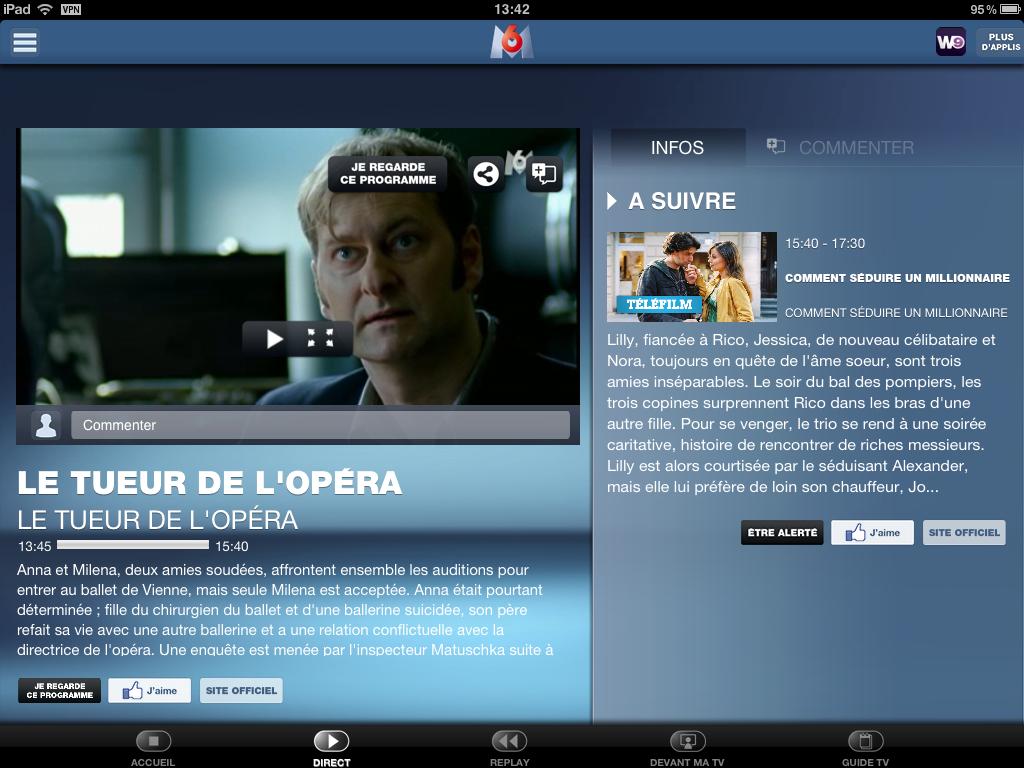 iPad VPN 13:42 95%
M6
W9
PLUS
D'APPLIS
JE REGARDE
CE PROGRAMME
M6
Commenter
LE TUEUR DE L'OPÉRA
LE TUEUR DE L'OPÉRA
13:45 15:40
Anna et Milena, deux amies soudées, affrontent ensemble les auditions pour
entrer au ballet de Vienne, mais seule Milena est acceptée. Anna était pourtant
déterminée ; fille du chirurgien du ballet et d'une ballerine suicidée, son père
refait sa vie avec une autre ballerine et a une relation conflictuelle avec la
directrice de l'opéra. Une enquête est menée par l'inspecteur Matuschka suite à
JE REGARDE
CE PROGRAMME
J'aime
SITE OFFICIEL
INFOS
COMMENTER
A SUIVRE
TÉLÉFILM
15:40 - 17:30
COMMENT SÉDUIRE UN MILLIONNAIRE
COMMENT SÉDUIRE UN MILLIONNAIRE
Lilly, fiancée à Rico, Jessica, de nouveau célibataire et
Nora, toujours en quête de l'âme soeur, sont trois
amies inséparables. Le soir du bal des pompiers, les
trois copines surprennent Rico dans les bras d'une
autre fille. Pour se venger, le trio se rend à une soirée
caritative, histoire de rencontrer de riches messieurs.
Lilly est alors courtisée par le séduisant Alexander,
mais elle lui préfère de loin son chauffeur, Jo...
ÊTRE ALERTÉ
J'aime
SITE OFFICIEL
ACCUEIL
DIRECT
REPLAY
DEVANT MA TV
GUIDE TV